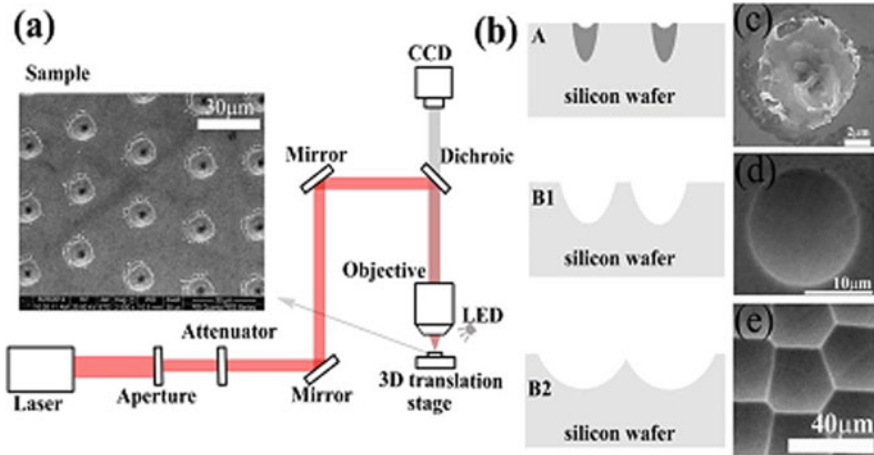 (a)
Sample
30μm
CCD
Mirror
Dichroic
Objective
LED
Attenuator
Laser
Aperture
Mirror
3D translation
stage
(b)
A
silicon wafer
B1
silicon wafer
B2
silicon wafer
(c)
2μm
(d)
10μm
(e)
40μm